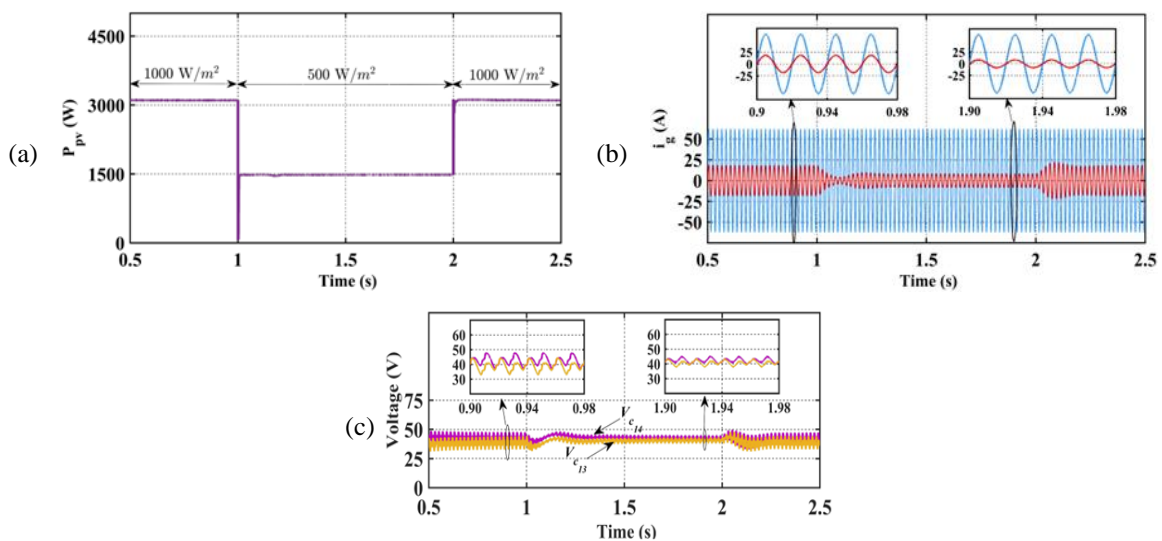 (a)
P_pv (W)
4500
3000
1500
0
1000 W/m²
500 W/m²
1000 W/m²
0.5 1 1.5 2 2.5
Time (s)
(b)
i_g (A)
50
25
0
-25
-50
25
0
-25
0.9 0.94 0.98
25
0
-25
1.90 1.94 1.98
0.5 1 1.5 2 2.5
Time (s)
(c)
Voltage (V)
75
50
25
0
60
50
40
30
0.90 0.94 0.98
60
50
40
30
1.90 1.94 1.98
V_c_14
V_c_13
0.5 1 1.5 2 2.5
Time (s)